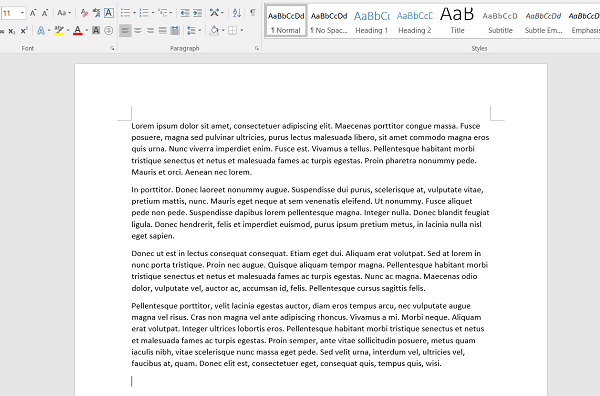 11
Aa
A
AaBbCcDd
AaBbCcDd
AaBbCc
AaBbCcC
AaB
AaBbCcD
AaBbCcDd
AaBbCcDd
¶ Normal
¶ No Spac...
Heading 1
Heading 2
Title
Subtitle
Subtle Em...
Emphasis
Font
Paragraph
Styles
Lorem ipsum dolor sit amet, consectetuer adipiscing elit. Maecenas porttitor congue massa. Fusce
posuere, magna sed pulvinar ultricies, purus lectus malesuada libero, sit amet commodo magna eros
quis urna. Nunc viverra imperdiet enim. Fusce est. Vivamus a tellus. Pellentesque habitant morbi
tristique senectus et netus et malesuada fames ac turpis egestas. Proin pharetra nonummy pede.
Mauris et orci. Aenean nec lorem.
In porttitor. Donec laoreet nonummy augue. Suspendisse dui purus, scelerisque at, vulputate vitae,
pretium mattis, nunc. Mauris eget neque at sem venenatis eleifend. Ut nonummy. Fusce aliquet
pede non pede. Suspendisse dapibus lorem pellentesque magna. Integer nulla. Donec blandit feugiat
ligula. Donec hendrerit, felis et imperdiet euismod, purus ipsum pretium metus, in lacinia nulla nisl
eget sapien.
Donec ut est in lectus consequat consequat. Etiam eget dui. Aliquam erat volutpat. Sed at lorem in
nunc porta tristique. Proin nec augue. Quisque aliquam tempor magna. Pellentesque habitant morbi
tristique senectus et netus et malesuada fames ac turpis egestas. Nunc ac magna. Maecenas odio
dolor, vulputate vel, auctor ac, accumsan id, felis. Pellentesque cursus sagittis felis.
Pellentesque porttitor, velit lacinia egestas auctor, diam eros tempus arcu, nec vulputate augue
magna vel risus. Cras non magna vel ante adipiscing rhoncus. Vivamus a mi. Morbi neque. Aliquam
erat volutpat. Integer ultrices lobortis eros. Pellentesque habitant morbi tristique senectus et netus
et malesuada fames ac turpis egestas. Proin semper, ante vitae sollicitudin posuere, metus quam
iaculis nibh, vitae scelerisque nunc massa eget pede. Sed velit urna, interdum vel, ultricies vel,
faucibus at, quam. Donec elit est, consectetuer eget, consequat quis, tempus quis, wisi.